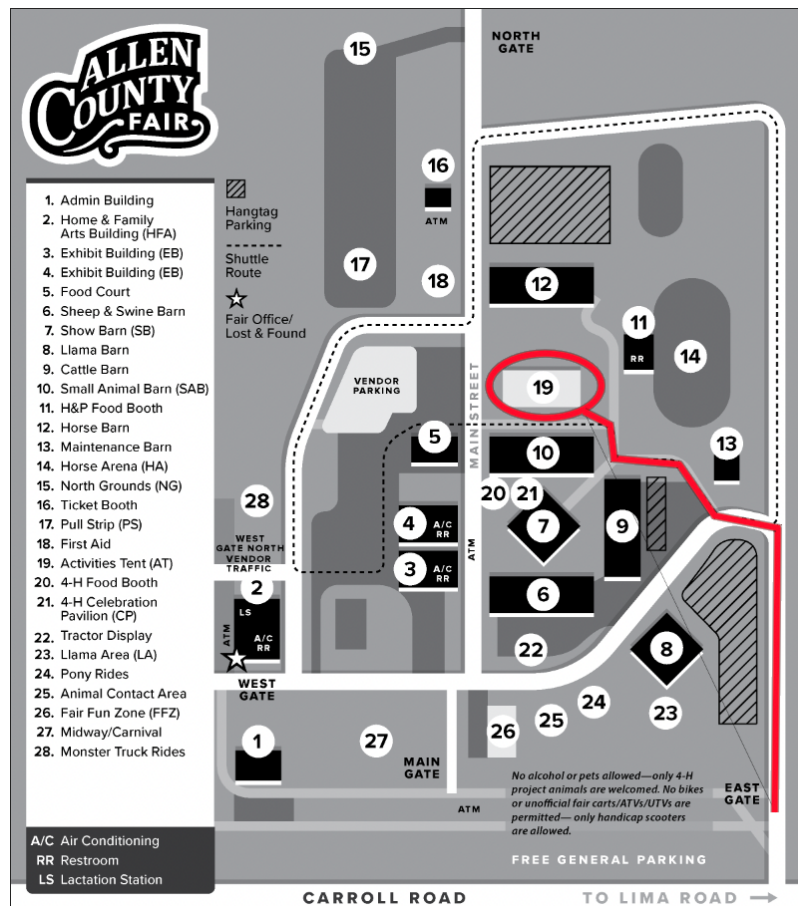 ALLEN
COUNTY
FAIR
1. Admin Building
2. Home & Family
Arts Building (HFA)
3. Exhibit Building (EB)
4. Exhibit Building (EB)
5. Food Court
6. Sheep & Swine Barn
7. Show Barn (SB)
8. Llama Barn
9. Cattle Barn
10. Small Animal Barn (SAB)
11. H&P Food Booth
12. Horse Barn
13. Maintenance Barn
14. Horse Arena (HA)
15. North Grounds (NG)
16. Ticket Booth
17. Pull Strip (PS)
18. First Aid
19. Activities Tent (AT)
20. 4-H Food Booth
21. 4-H Celebration
Pavilion (CP)
22. Tractor Display
23. Llama Area (LA)
24. Pony Rides
25. Animal Contact Area
26. Fair Fun Zone (FFZ)
27. Midway/Carnival
28. Monster Truck Rides
A/C Air Conditioning
RR Restroom
LS Lactation Station
Hangtag
Parking
Shuttle
Route
Fair Office/
Lost & Found
15
NORTH
GATE
16
ATM
17
18
12
11
RR
14
VENDOR
PARKING
MAIN STREET
19
5
10
13
20
21
28
4
A/C
RR
7
9
WEST
GATE NORTH
VENDOR
TRAFFIC
ATM
3
A/C
RR
2
LS
ATM
A/C
RR
6
22
8
WEST
GATE
24
23
25
26
1
27
MAIN
GATE
ATM
No alcohol or pets allowed—only 4-H
project animals are welcomed. No bikes
or unofficial fair carts/ATVs/UTVs are
permitted— only handicap scooters
are allowed.
EAST
GATE
FREE GENERAL PARKING
CARROLL ROAD
TO LIMA ROAD